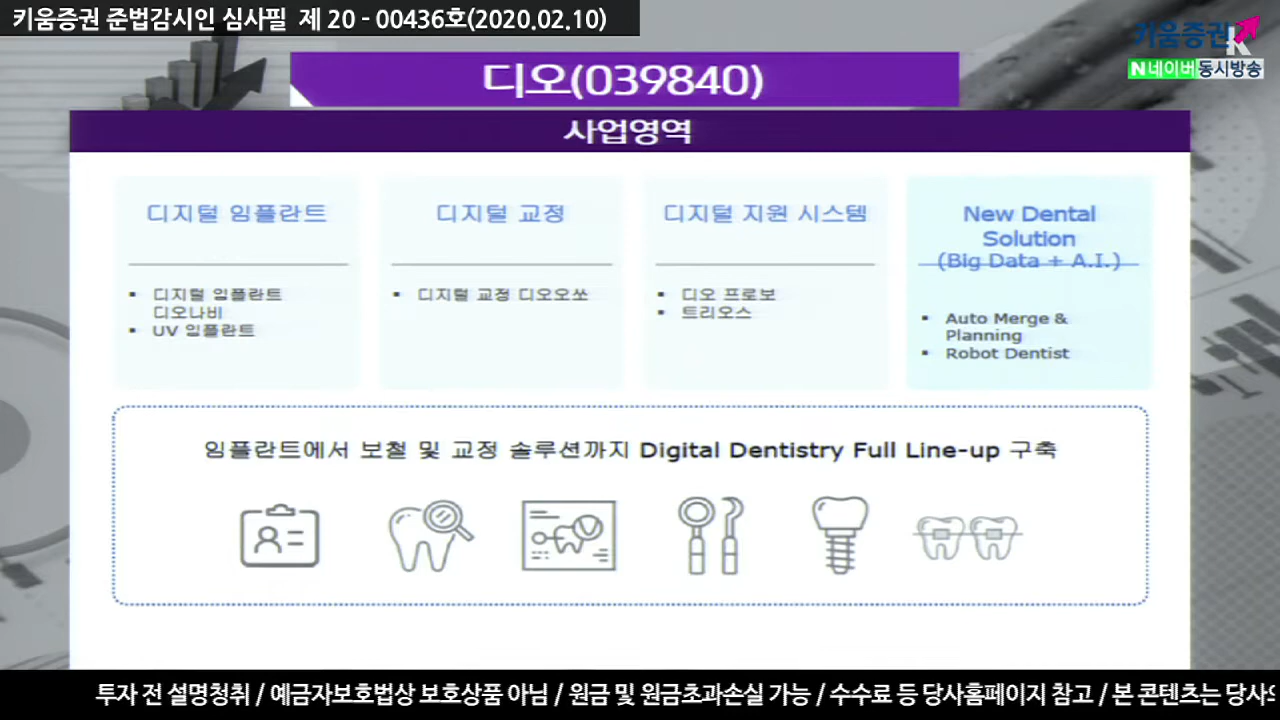 키움증권 준법감시인 심사필 제 20 - 00436호(2020.02.10)
키움증권
N네이버 동시방송
디오(039840)
사업영역
디지털 임플란트
▪ 디지털 임플란트
디오나비
▪ UV 임플란트
디지털 교정
▪ 디지털 교정 디오오쏘
디지털 지원 시스템
▪ 디오 프로보
▪ 트리오스
New Dental
Solution
(Big Data + A.I.)
▪ Auto Merge &
Planning
▪ Robot Dentist
임플란트에서 보철 및 교정 솔루션까지 Digital Dentistry Full Line-up 구축
투자 전 설명청취 / 예금자보호법상 보호상품 아님 / 원금 및 원금초과손실 가능 / 수수료 등 당사홈페이지 참고 / 본 콘텐츠는 당사의